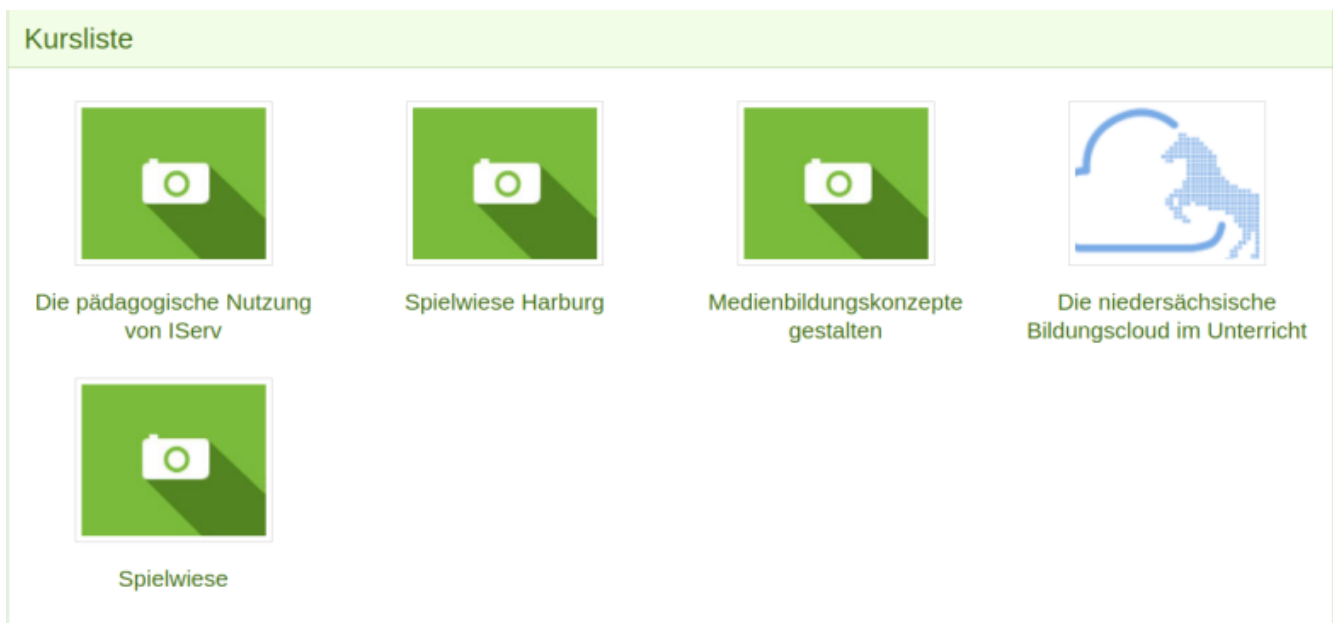 Kursliste
Die pädagogische Nutzung
von IServ
Spielwiese Harburg
Medienbildungskonzepte
gestalten
Die niedersächsische
Bildungscloud im Unterricht
Spielwiese